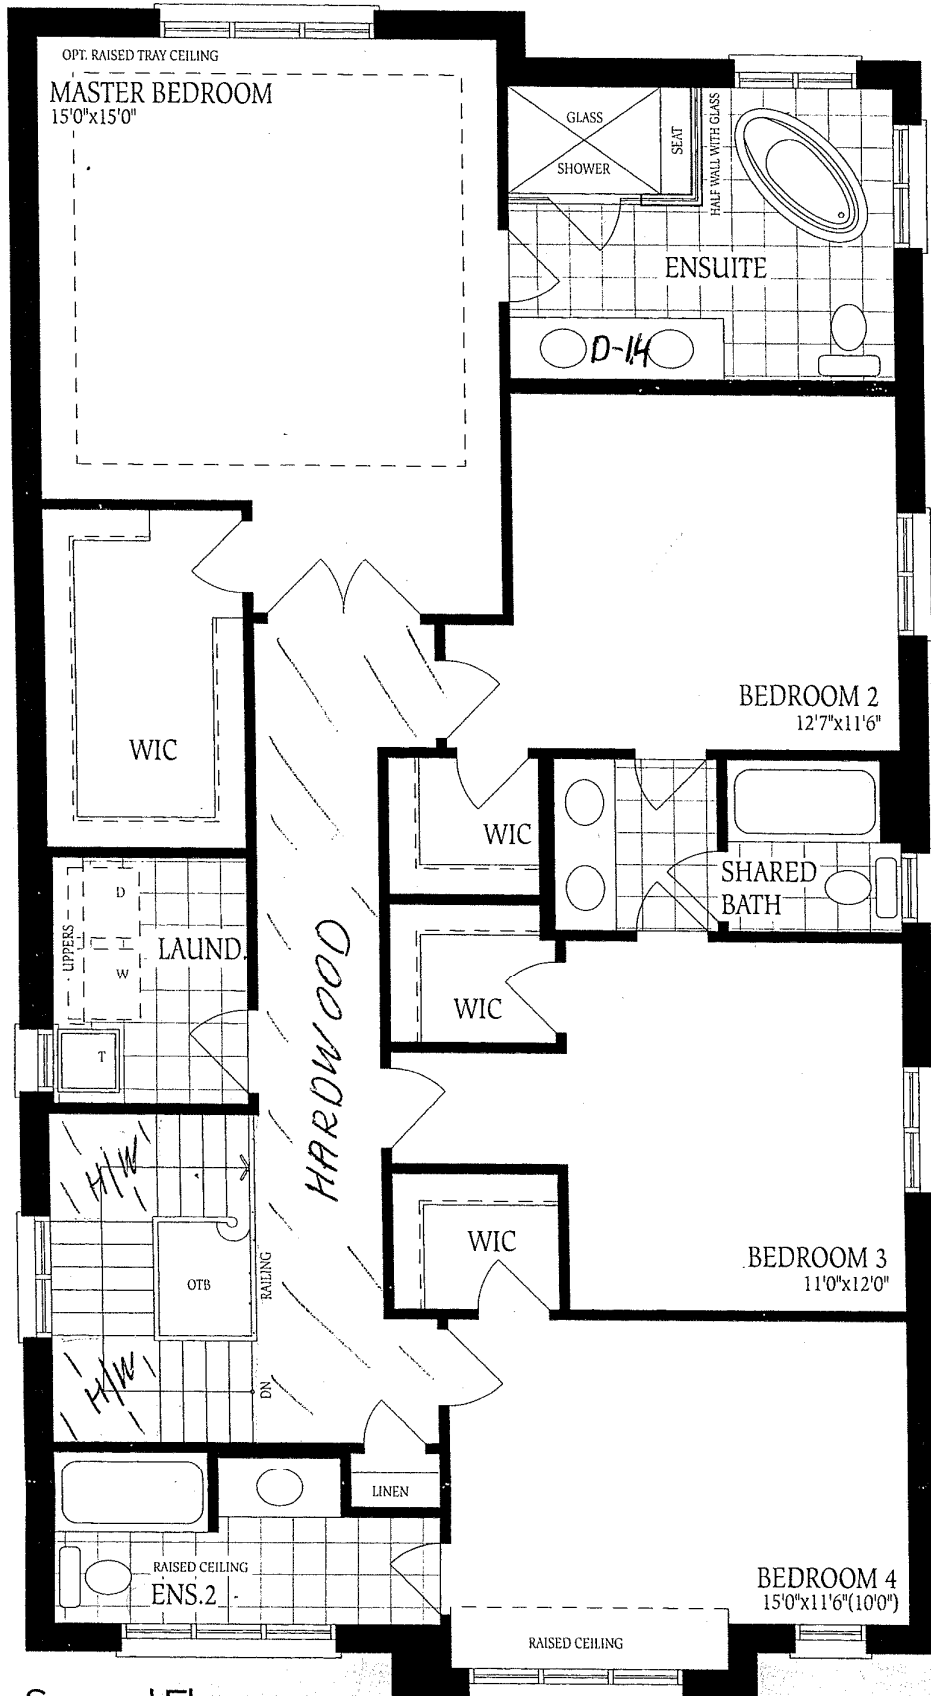 OPT. RAISED TRAY CEILING
MASTER BEDROOM
15'0"x15'0"
GLASS
SHOWER
SEAT
HALF WALL WITH GLASS
ENSUITE
D-14
BEDROOM 2
12'7"x11'6"
WIC
WIC
SHARED
BATH
UPPERS
D
W
LAUND.
T
WIC
HARDWOOD
H/W
OTB
RAILING
WIC
BEDROOM 3
11'0"x12'0"
H/W
DN
LINEN
RAISED CEILING
ENS.2
BEDROOM 4
15'0"x11'6"(10'0")
RAISED CEILING